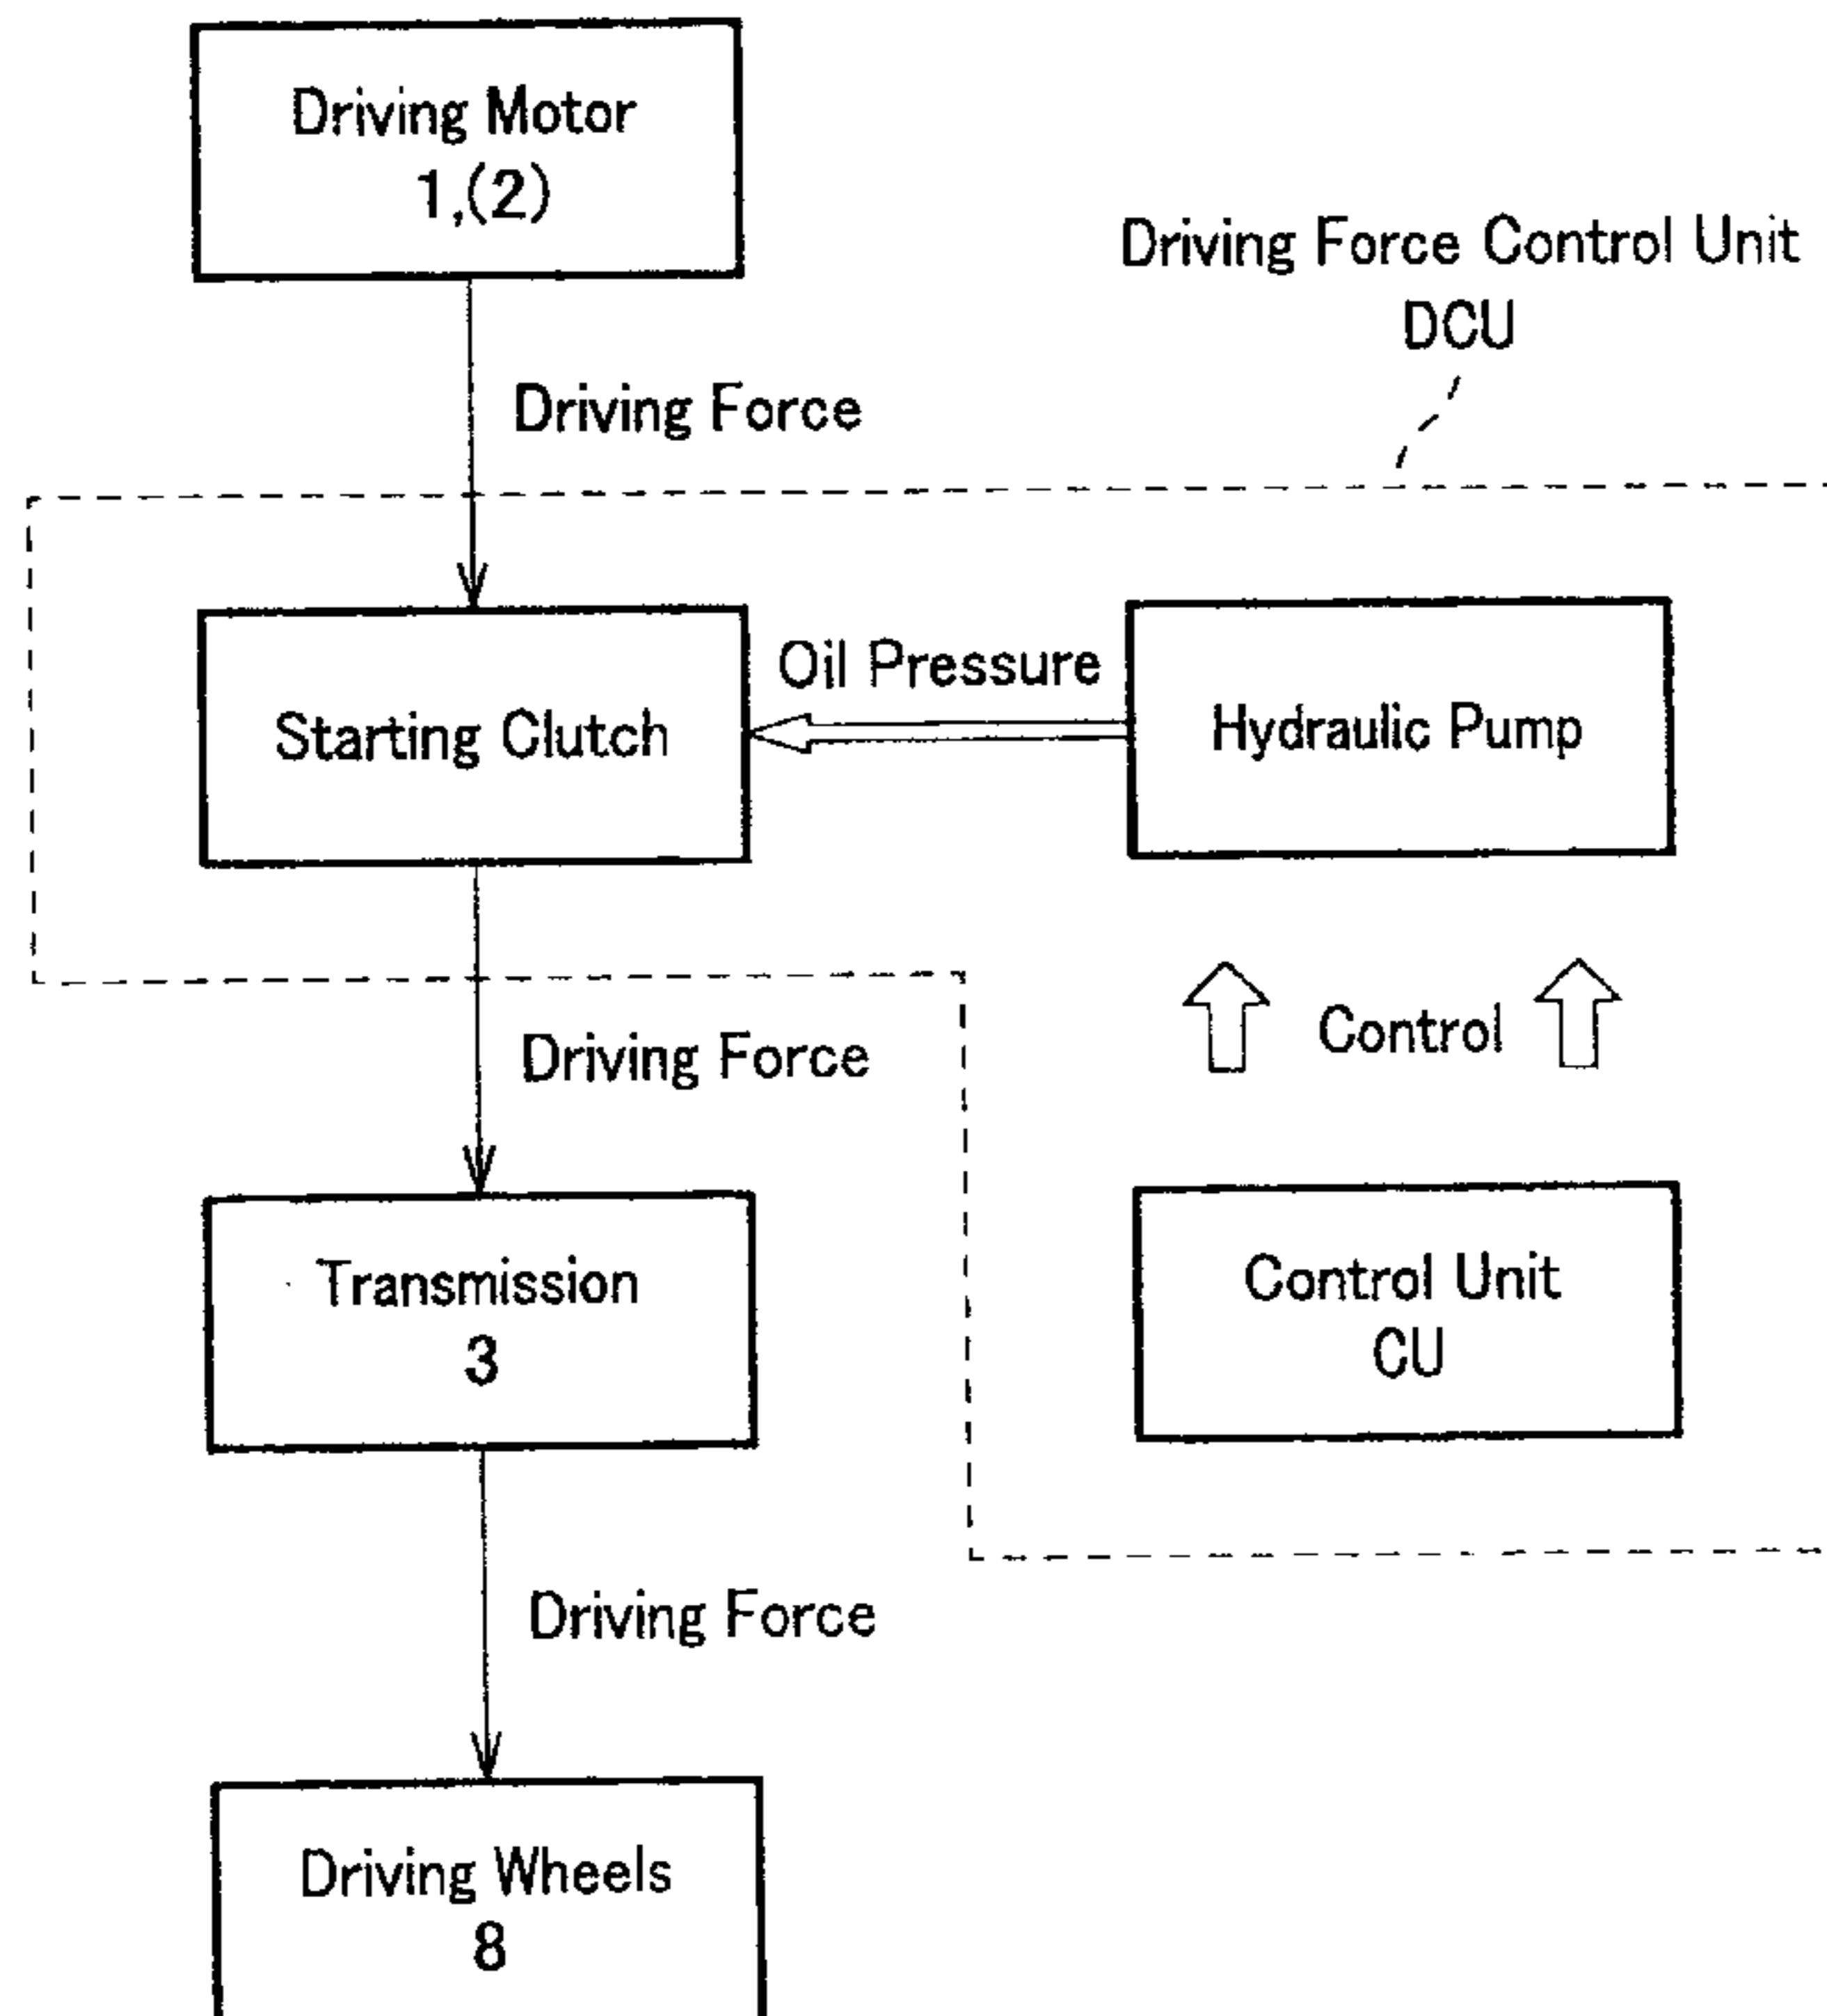 Driving Motor
1,(2)
Driving Force Control Unit
DCU
Driving Force
Starting Clutch
Oil Pressure
Hydraulic Pump
Driving Force
Control
Transmission
3
Control Unit
CU
Driving Force
Driving Wheels
8